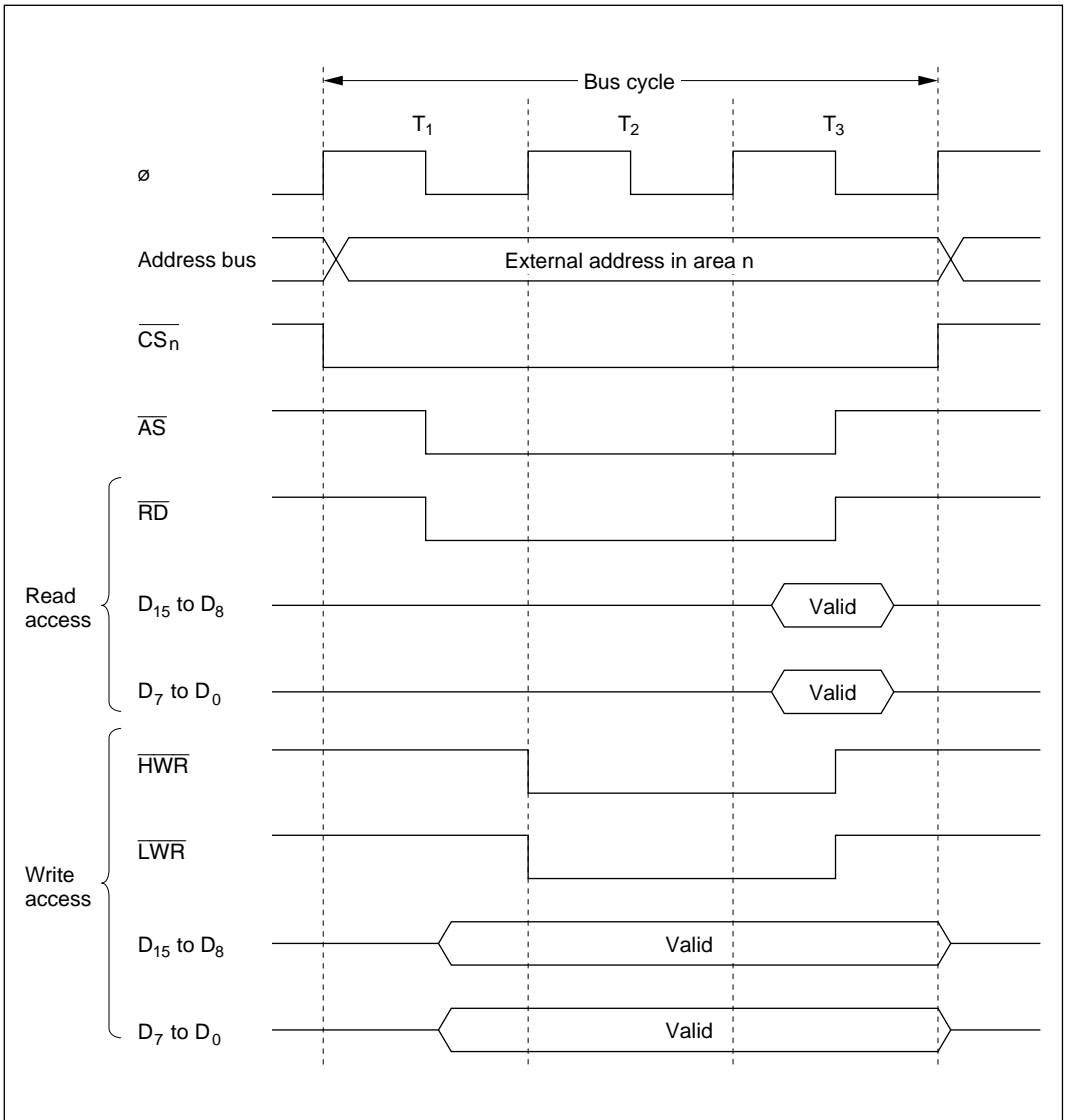 Bus cycle
T1 T2 T3
ø
Address bus External address in area n
CSn
AS
RD
Read access
D15 to D8 Valid
D7 to D0 Valid
HWR
LWR
Write access
D15 to D8 Valid
D7 to D0 Valid